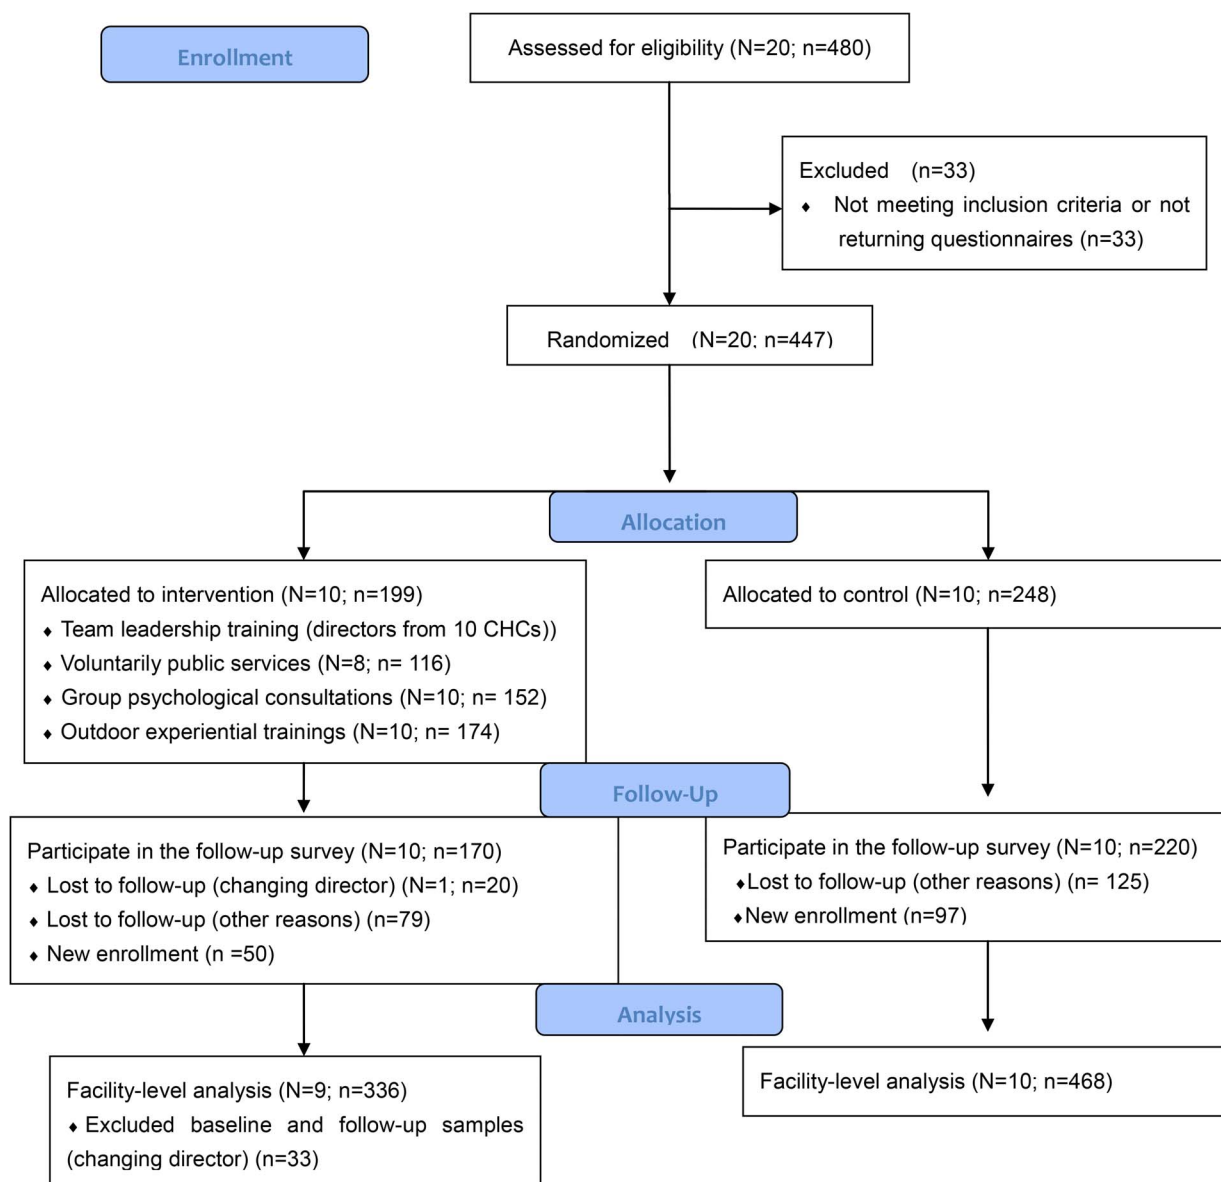 Enrollment
Assessed for eligibility (N=20; n=480)
Excluded (n=33)
♦ Not meeting inclusion criteria or not
returning questionnaires (n=33)
Randomized (N=20; n=447)
Allocation
Allocated to intervention (N=10; n=199)
♦ Team leadership training (directors from 10 CHCs))
♦ Voluntarily public services (N=8; n= 116)
♦ Group psychological consultations (N=10; n= 152)
♦ Outdoor experiential trainings (N=10; n= 174)
Allocated to control (N=10; n=248)
Follow-Up
Participate in the follow-up survey (N=10; n=170)
♦ Lost to follow-up (changing director) (N=1; n=20)
♦ Lost to follow-up (other reasons) (n=79)
♦ New enrollment (n =50)
Participate in the follow-up survey (N=10; n=220)
♦Lost to follow-up (other reasons) (n= 125)
♦New enrollment (n=97)
Analysis
Facility-level analysis (N=9; n=336)
♦ Excluded baseline and follow-up samples
(changing director) (n=33)
Facility-level analysis (N=10; n=468)